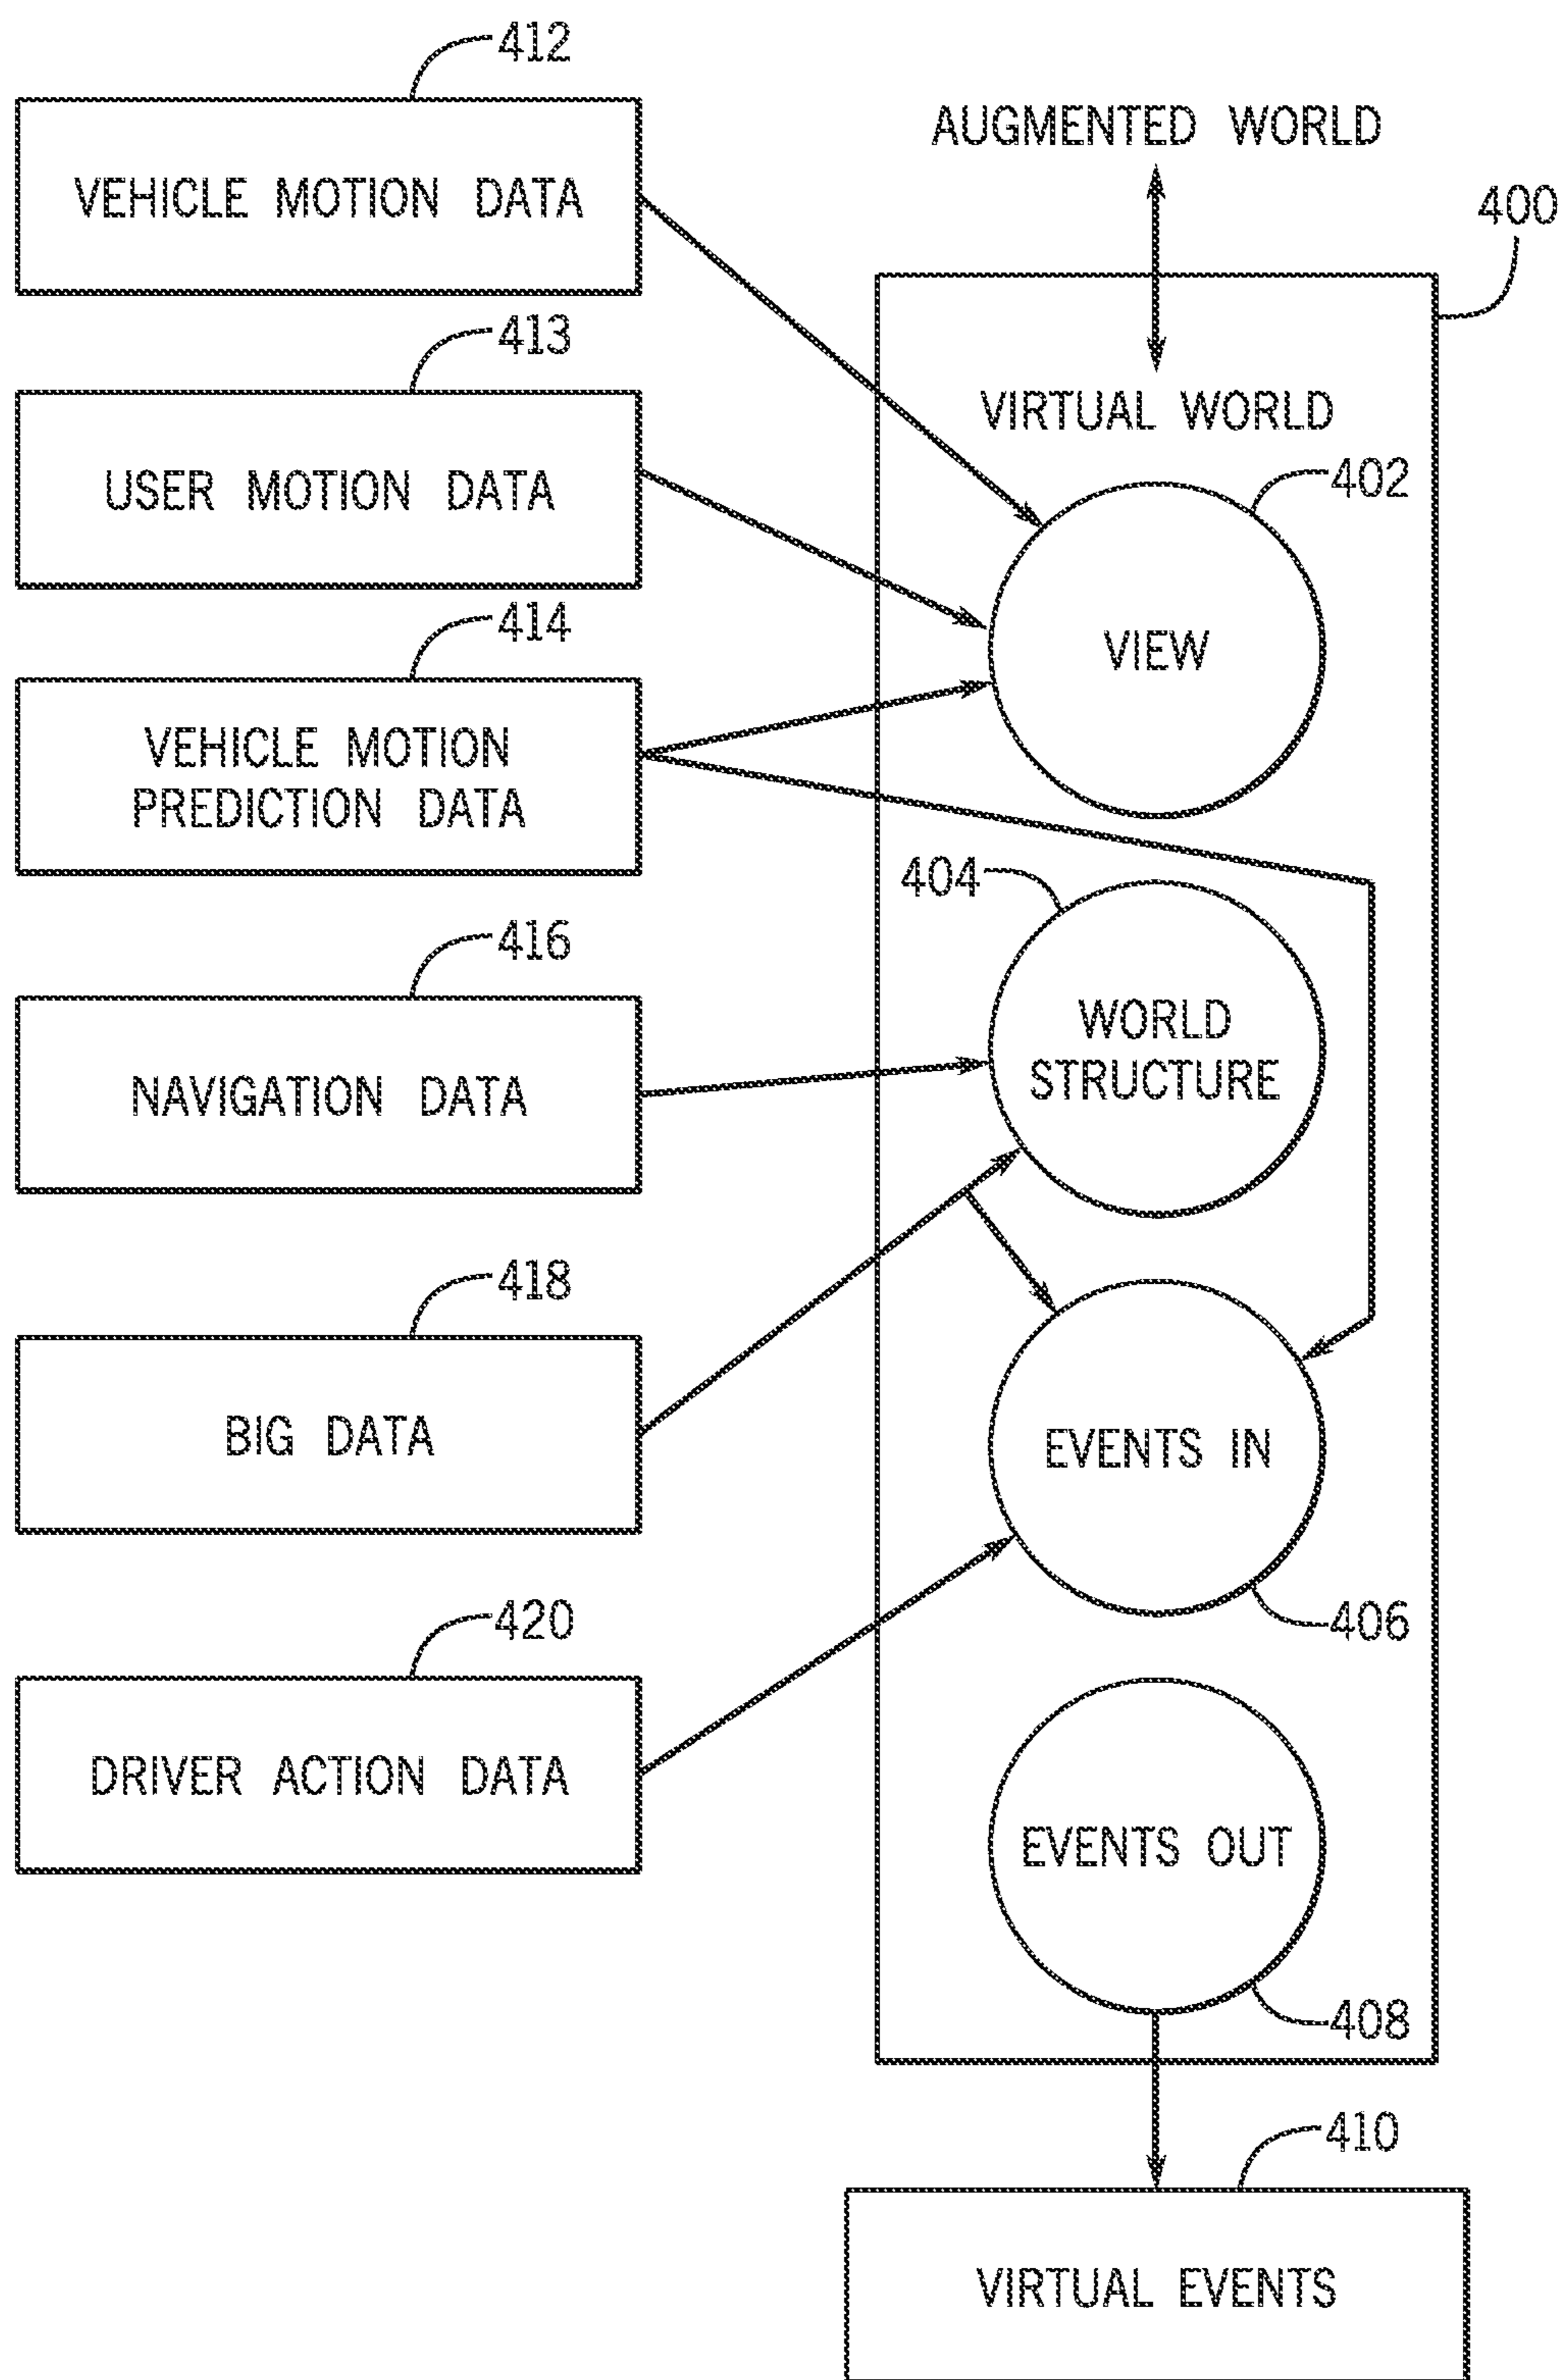 412
VEHICLE MOTION DATA
413
USER MOTION DATA
414
VEHICLE MOTION
PREDICTION DATA
416
NAVIGATION DATA
418
BIG DATA
420
DRIVER ACTION DATA
AUGMENTED WORLD
400
VIRTUAL WORLD
402
VIEW
404
WORLD
STRUCTURE
EVENTS IN
406
EVENTS OUT
408
410
VIRTUAL EVENTS